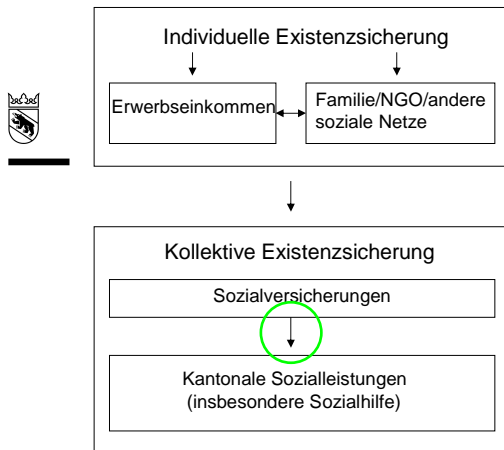 Individuelle Existenzsicherung
Erwerbseinkommen
Familie/NGO/andere
soziale Netze
Kollektive Existenzsicherung
Sozialversicherungen
Kantonale Sozialleistungen
(insbesondere Sozialhilfe)